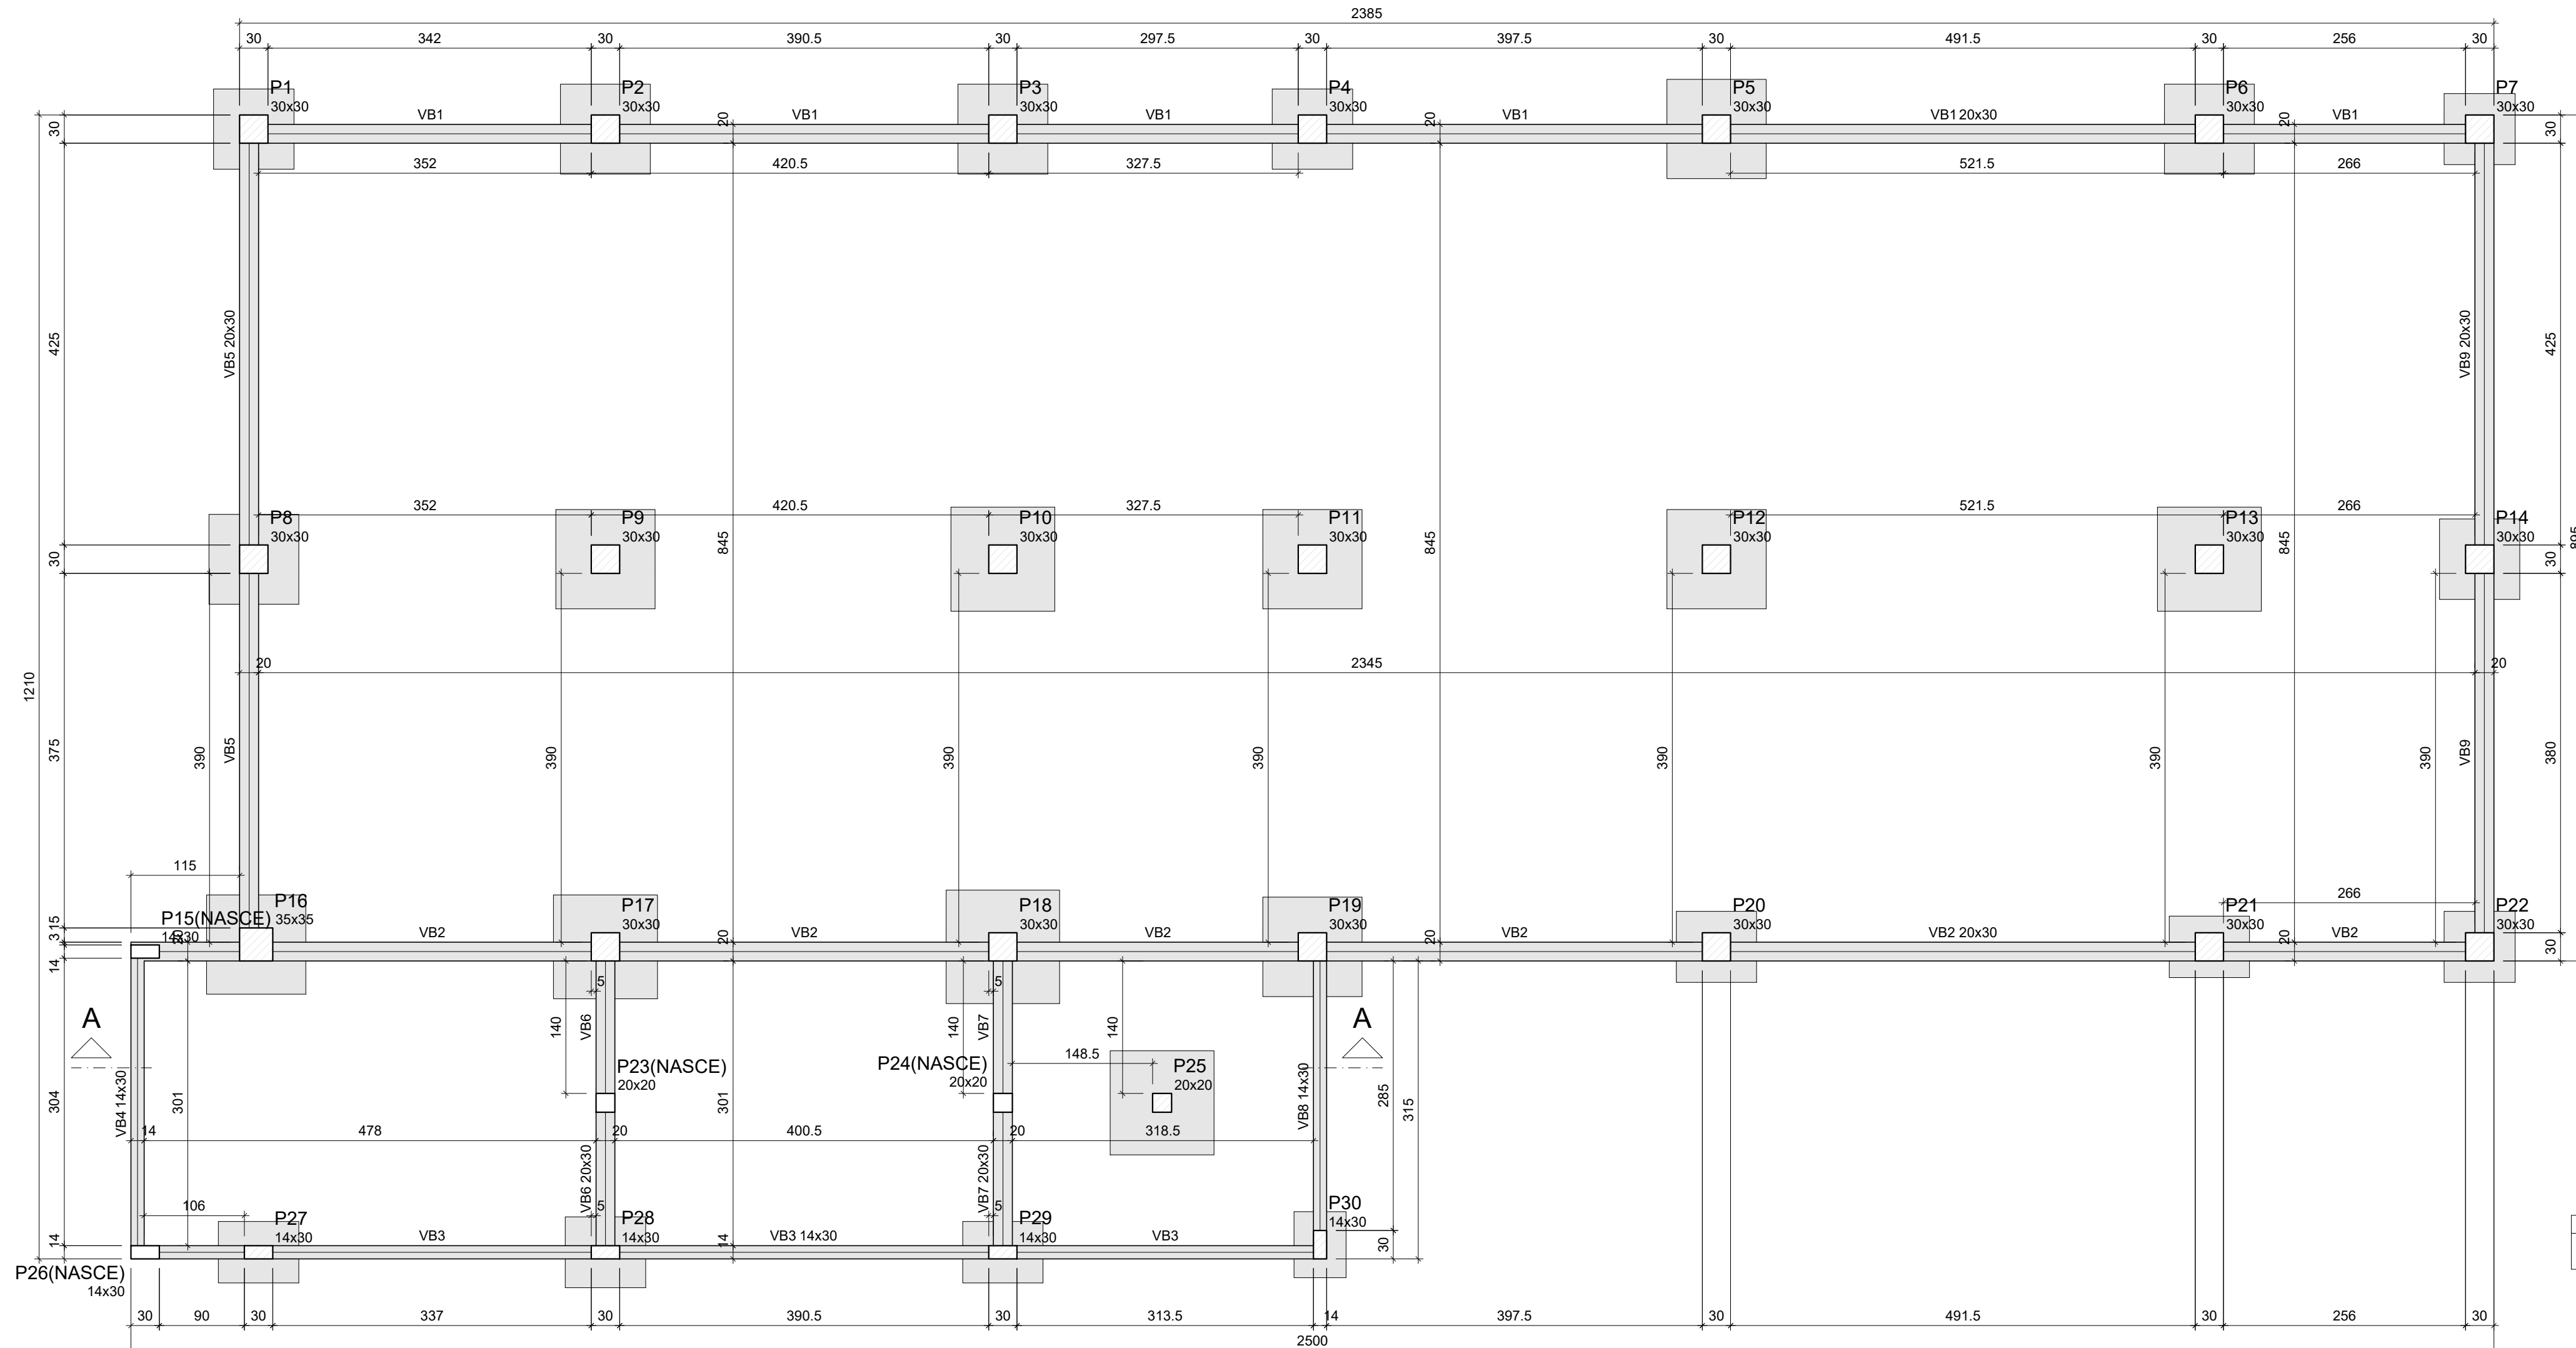 2385
30 342 30 390.5 30 297.5 30 397.5 30 491.5 30 256 30
P1 P2 P3 P4 P5 P6 P7
30x30 30x30 30x30 30x30 30x30 30x30 30x30
VB1 VB1 VB1 VB1 VB1 20x30 VB1
30 20 20 20 30
352 420.5 327.5 521.5 266
425 VB5 20x30 VB9 20x30 425
352 420.5 327.5 521.5 266
P8 P9 P10 P11 P12 P13 P14
30x30 30x30 30x30 30x30 30x30 30x30 30x30
30 845 845 845 30
20 2345 20
1210
375 390 VB5 390 390 390 390 390 390 VB9 380
115
266
P16 P17 P18 P19 P20 P21 P22
35x35 30x30 30x30 30x30 30x30 30x30 30x30
P15(NASCE)
14x30
VB2 VB2 VB2 VB2 VB2 20x30 VB2
20 20 20 30
14
5 5
A A
140 VB6 140 VB7 140
148.5
P23(NASCE) P24(NASCE) P25
20x20 20x20 20x20
304 VB4 14x30 301 301 VB8 14x30 285 315
14 478 20 400.5 20 318.5
VB6 20x30 VB7 20x30
106 5 5
P27 P28 P29 P30
14x30 14x30 14x30 14x30
14 VB3 14 VB3 14x30 VB3 30
P26(NASCE)
14x30
30 90 30 337 30 390.5 30 313.5 14 397.5 30 491.5 30 256 30
2500